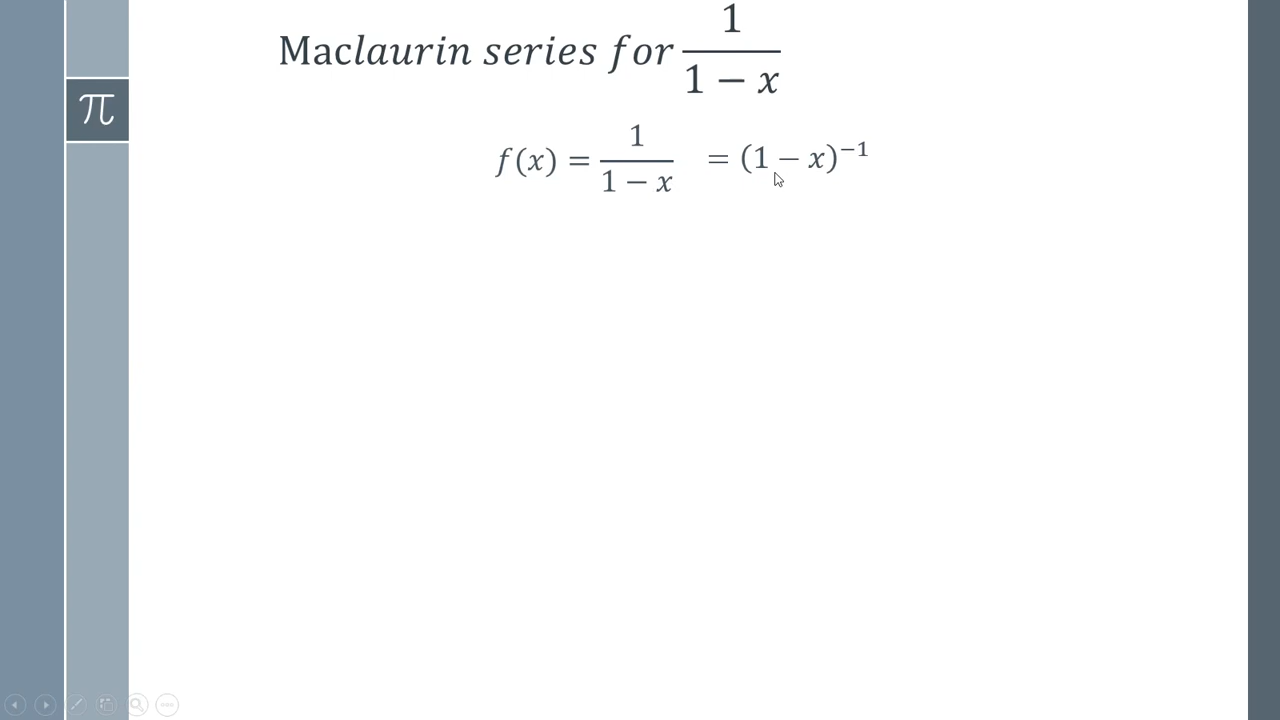 Maclaurin series for 1/(1 − x)
π
f(x) = 1/(1 − x) = (1 − x)⁻¹